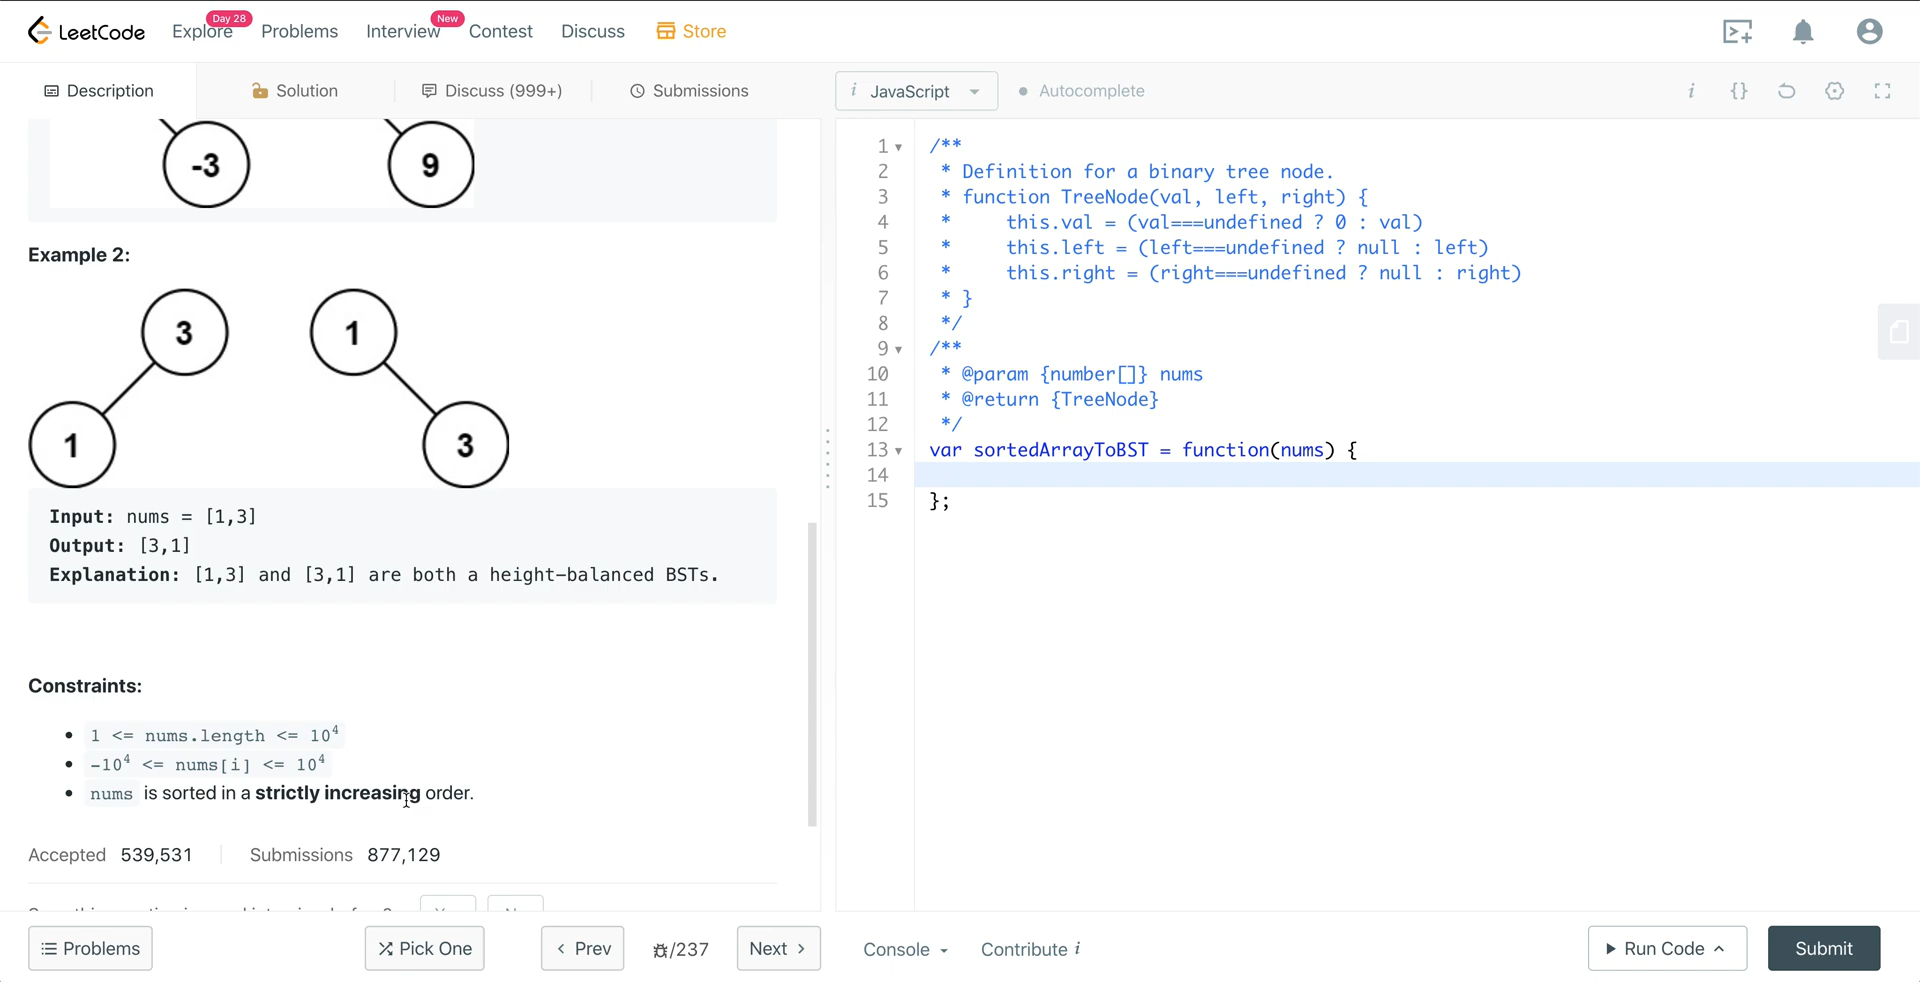 LeetCode
Explore
Day 28
Problems
Interview
New
Contest
Discuss
Store
Description
Solution
Discuss (999+)
Submissions
i JavaScript
Autocomplete
i {}
-3
9
Example 2:
3
1
1
3
Input: nums = [1,3]
Output: [3,1]
Explanation: [1,3] and [3,1] are both a height-balanced BSTs.
Constraints:
1 <= nums.length <= 10⁴
-10⁴ <= nums[i] <= 10⁴
nums is sorted in a strictly increasing order.
Accepted 539,531
Submissions 877,129
1 /**
2 * Definition for a binary tree node.
3 * function TreeNode(val, left, right) {
4 *     this.val = (val===undefined ? 0 : val)
5 *     this.left = (left===undefined ? null : left)
6 *     this.right = (right===undefined ? null : right)
7 * }
8 */
9 /**
10 * @param {number[]} nums
11 * @return {TreeNode}
12 */
13 var sortedArrayToBST = function(nums) {
14
15 };
Problems
Pick One
< Prev
/237
Next >
Console
Contribute i
Run Code
Submit